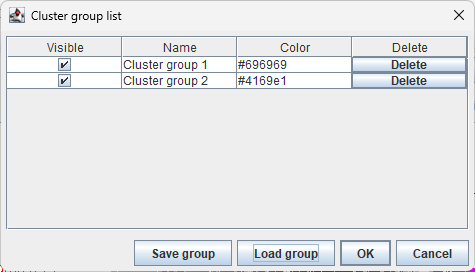 Cluster group list
Visible Name Color Delete
Cluster group 1 #696969 Delete
Cluster group 2 #4169e1 Delete
Save group Load group OK Cancel